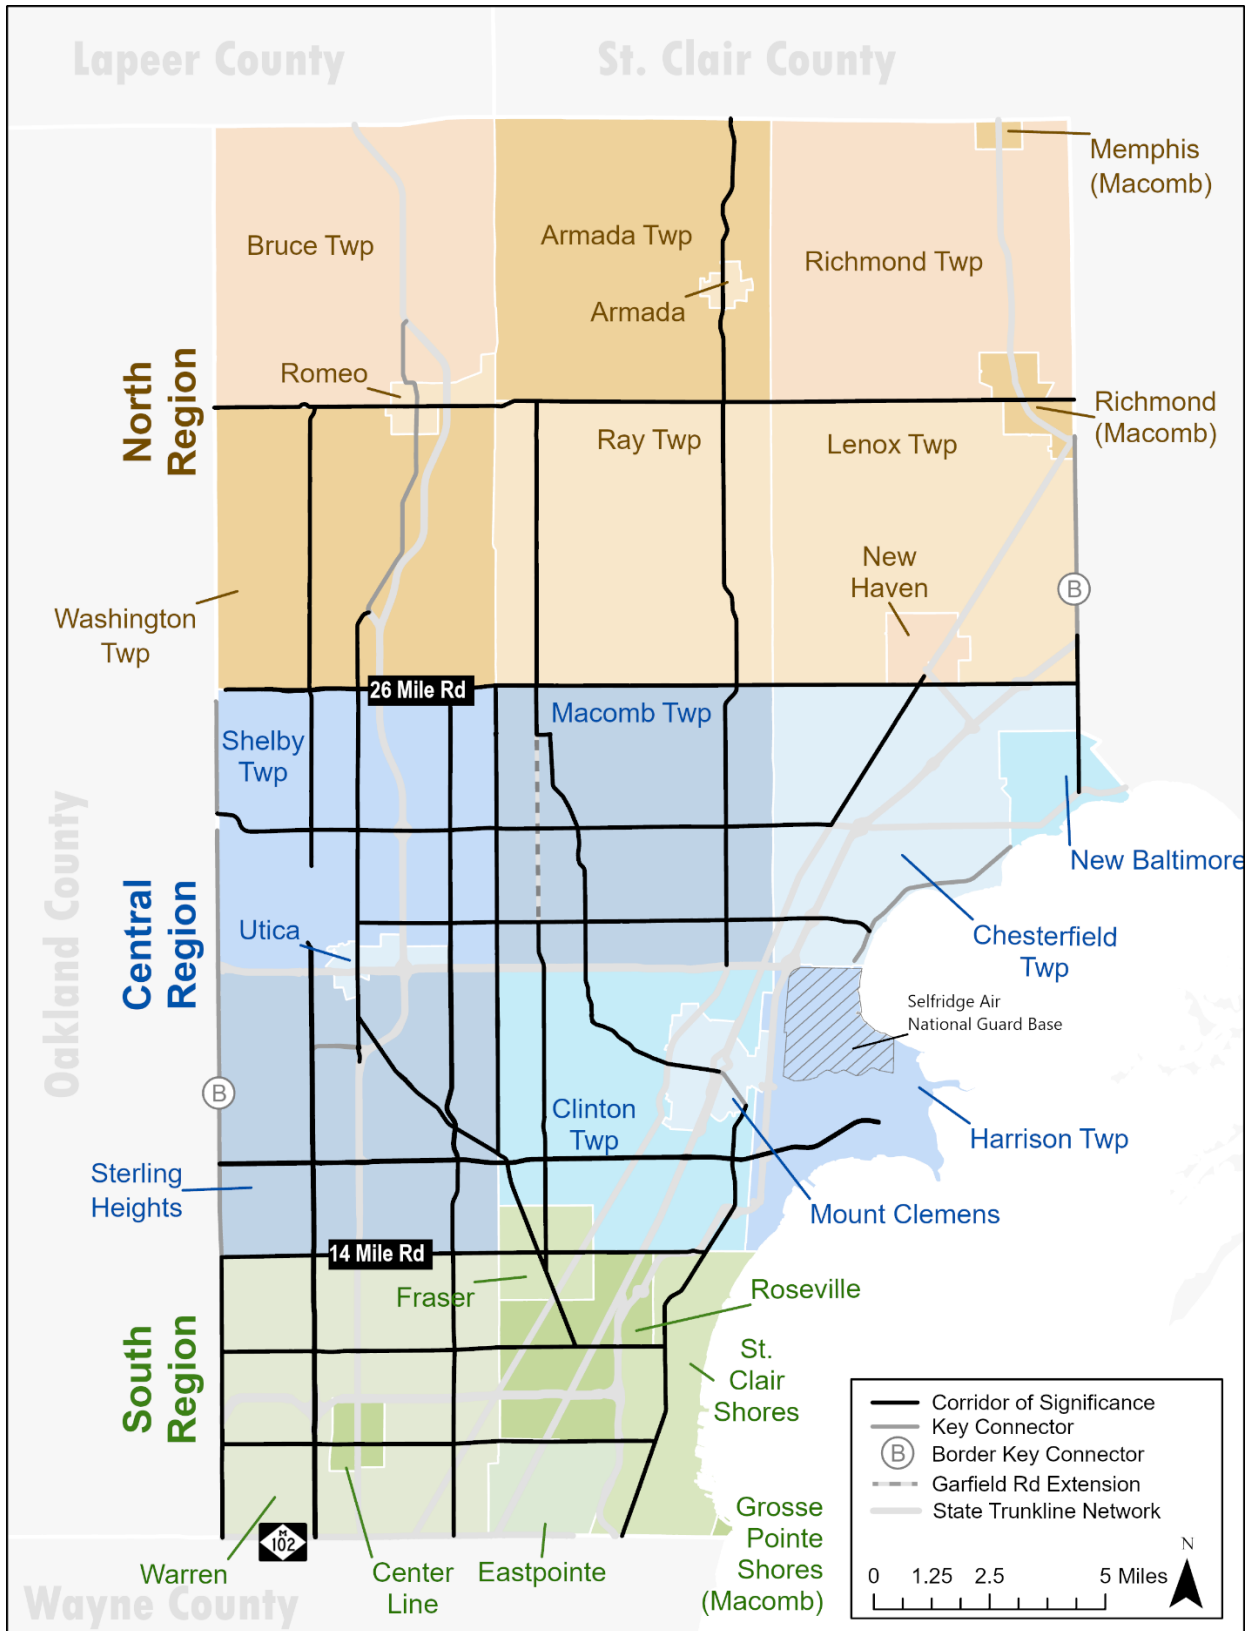 Lapeer County
St. Clair County
Memphis
(Macomb)
Bruce Twp
Armada Twp
Richmond Twp
Armada
North
Region
Romeo
Richmond
(Macomb)
Ray Twp
Lenox Twp
New
Haven
B
Washington
Twp
26 Mile Rd
Macomb Twp
Shelby
Twp
Oakland County
Central
Region
New Baltimore
Utica
Chesterfield
Twp
Selfridge Air
National Guard Base
B
Clinton
Twp
Harrison Twp
Sterling
Heights
Mount Clemens
14 Mile Rd
Fraser
Roseville
South
Region
St.
Clair
Shores
Corridor of Significance
Key Connector
B
Border Key Connector
Garfield Rd Extension
State Trunkline Network
N
0 1.25 2.5 5 Miles
Grosse
Pointe
Shores
(Macomb)
M
102
Warren
Center
Line
Eastpointe
Wayne County